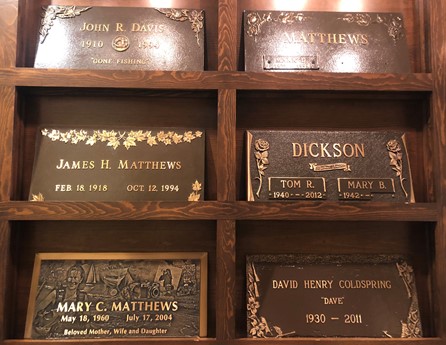 JOHN R. DAVIS
1910
"GONE FISHING"
MATTHEWS
JAMES H. MATTHEWS
FEB. 18, 1918 OCT. 12, 1994
DICKSON
TOM R. MARY B.
1940 - 2012 1942 -
MARY C. MATTHEWS
May 18, 1960 July 17, 2004
Beloved Mother, Wife and Daughter
DAVID HENRY COLDSPRING
"DAVE"
1930 - 2011